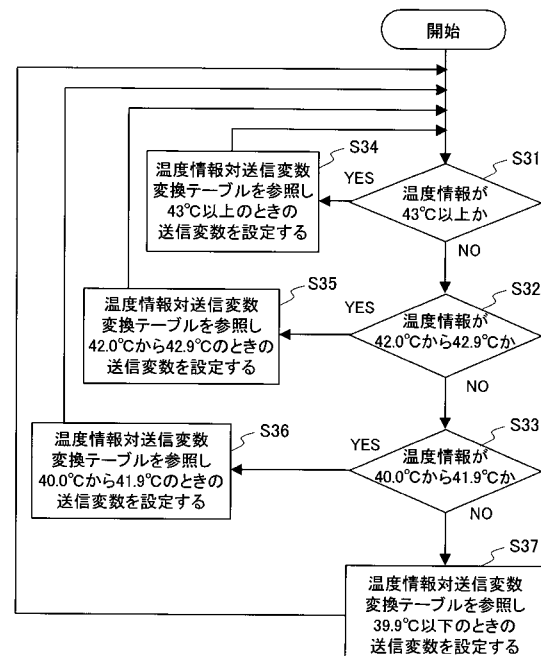 開始
S31
温度情報が
43℃以上か
YES
NO
S34
温度情報対送信変数
変換テーブルを参照し
43℃以上のときの
送信変数を設定する
S32
温度情報が
42.0℃から42.9℃か
YES
NO
S35
温度情報対送信変数
変換テーブルを参照し
42.0℃から42.9℃のときの
送信変数を設定する
S33
温度情報が
40.0℃から41.9℃か
YES
NO
S36
温度情報対送信変数
変換テーブルを参照し
40.0℃から41.9℃のときの
送信変数を設定する
S37
温度情報対送信変数
変換テーブルを参照し
39.9℃以下のときの
送信変数を設定する